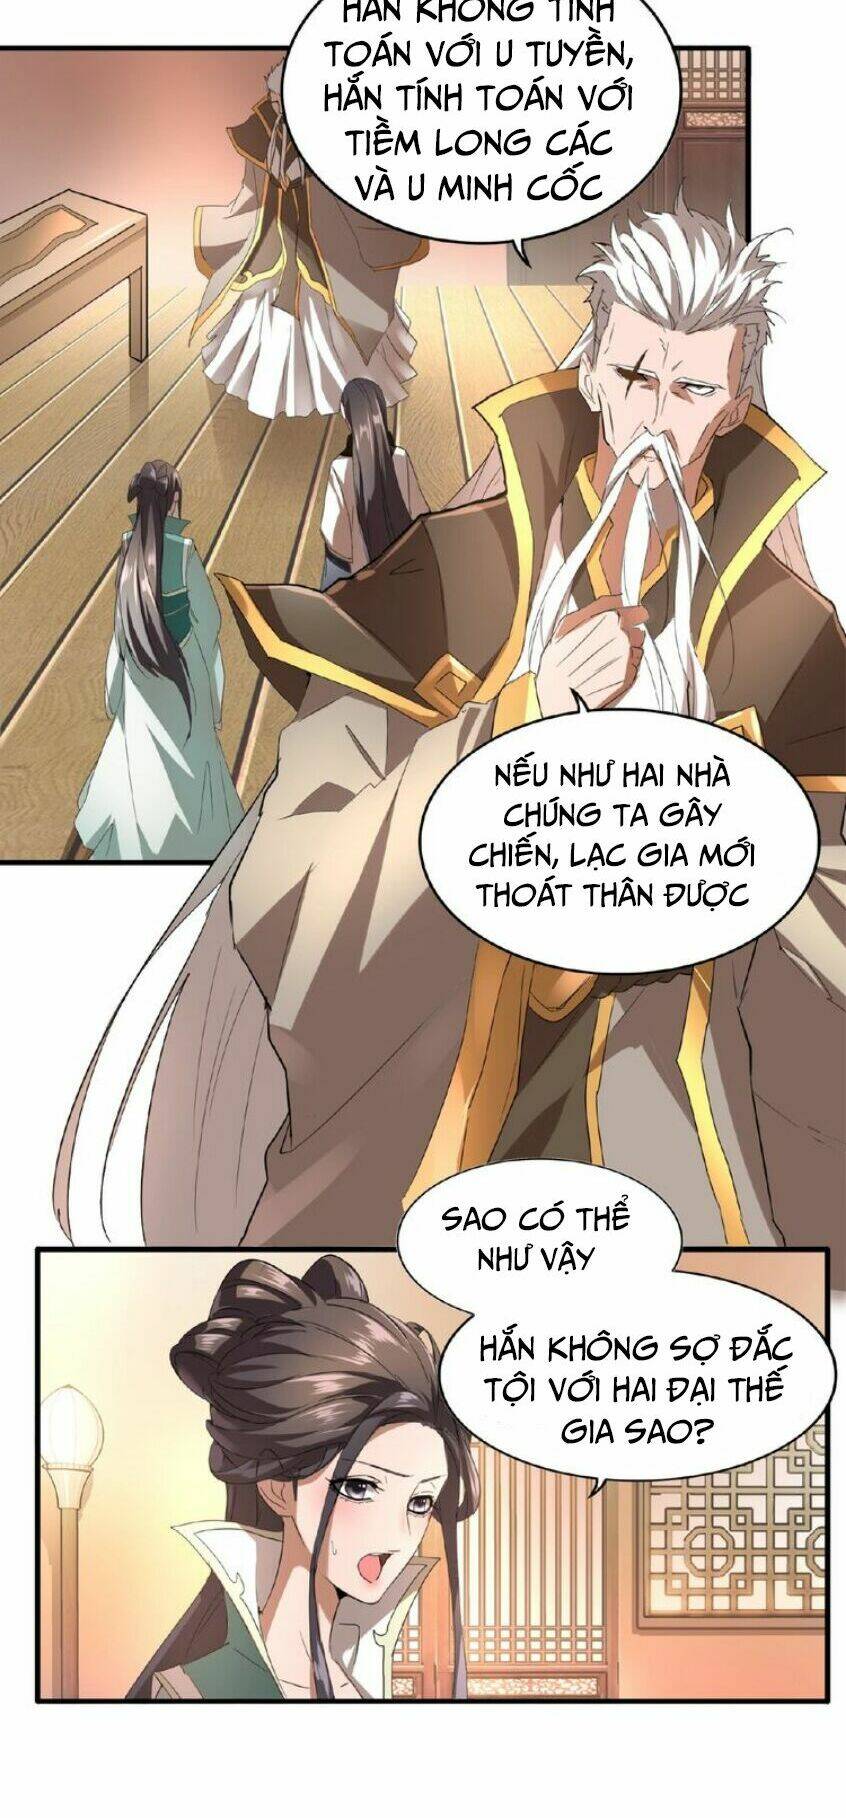 HẮN KHÔNG TÍNH
TOÁN VỚI U TUYỀN,
HẮN TÍNH TOÁN VỚI
TIỀM LONG CÁC
VÀ U MINH CỐC
NẾU NHƯ HAI NHÀ
CHÚNG TA GÂY
CHIẾN, LẠC GIA MỚI
THOÁT THÂN ĐƯỢC
SAO CÓ THỂ
NHƯ VẬY
HẮN KHÔNG SỢ ĐẮC
TỘI VỚI HAI ĐẠI THẾ
GIA SAO?